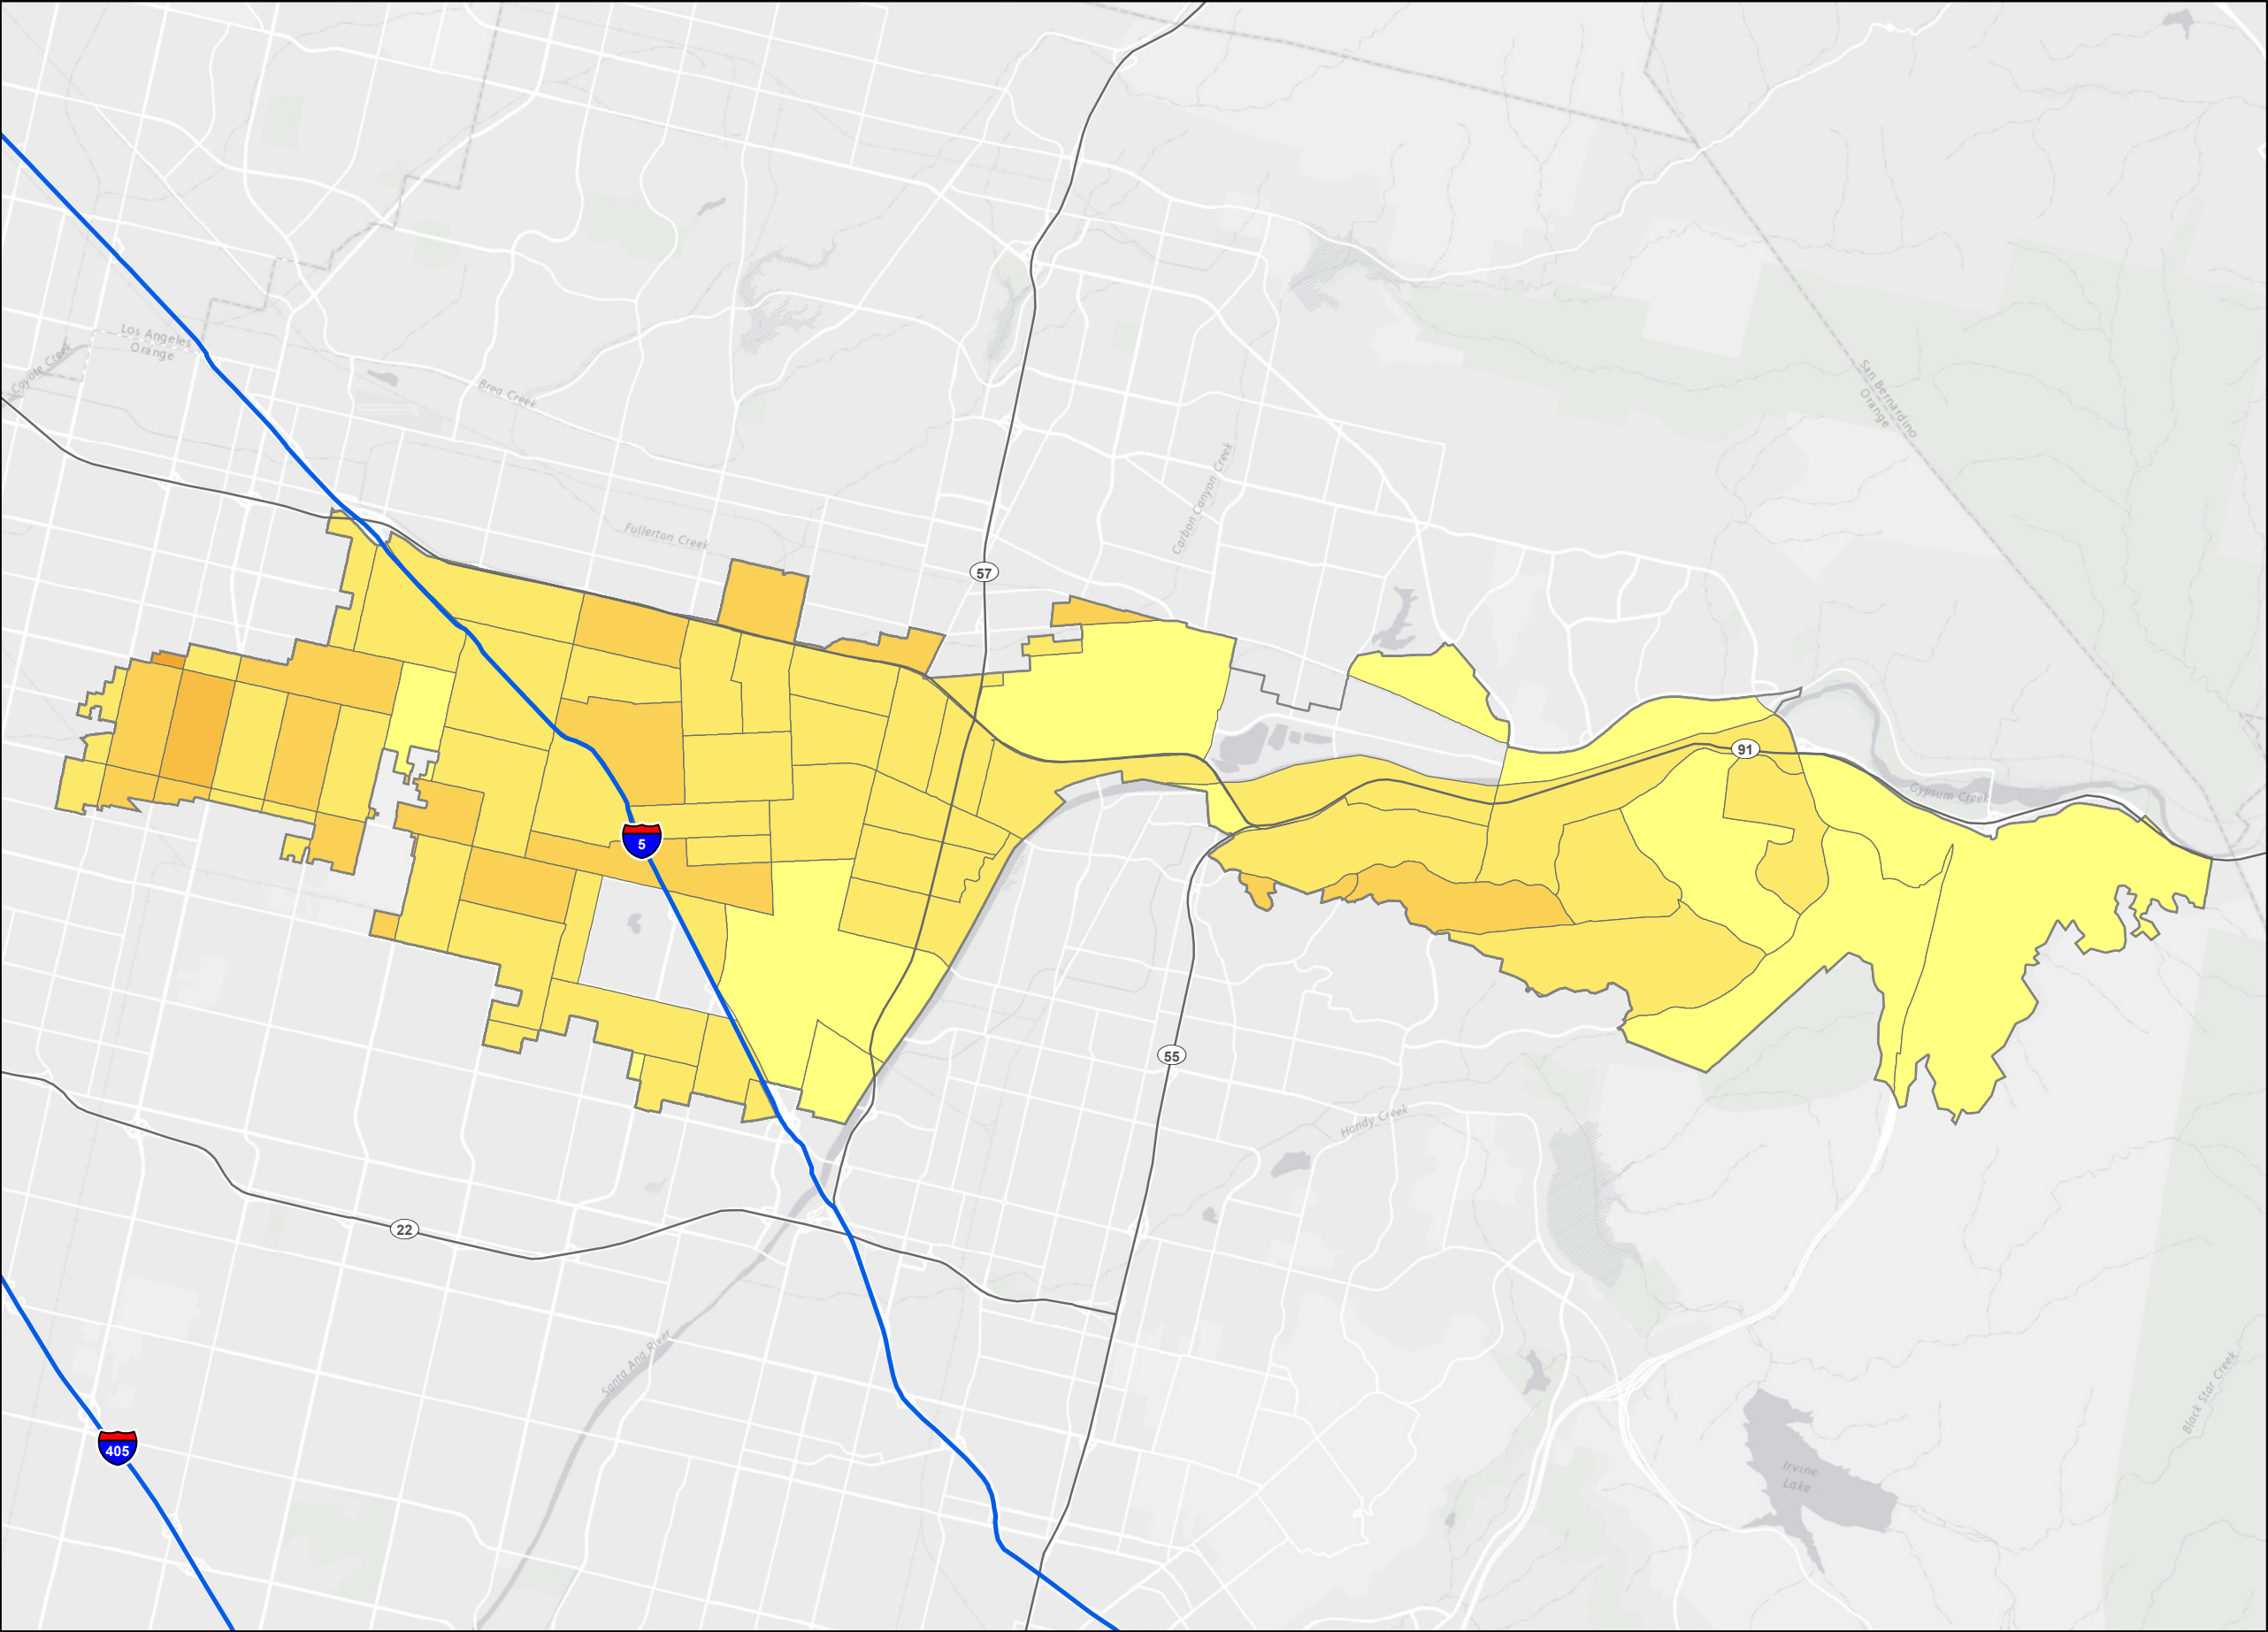 Los Angeles
Orange
Coyote Creek
Brea Creek
San Bernardino
Orange
Fullerton Creek
Carbon Canyon Creek
57
91
Gypsum Creek
5
55
Handy Creek
22
Santa Ana River
Black Star Creek
405
Irvine
Lake